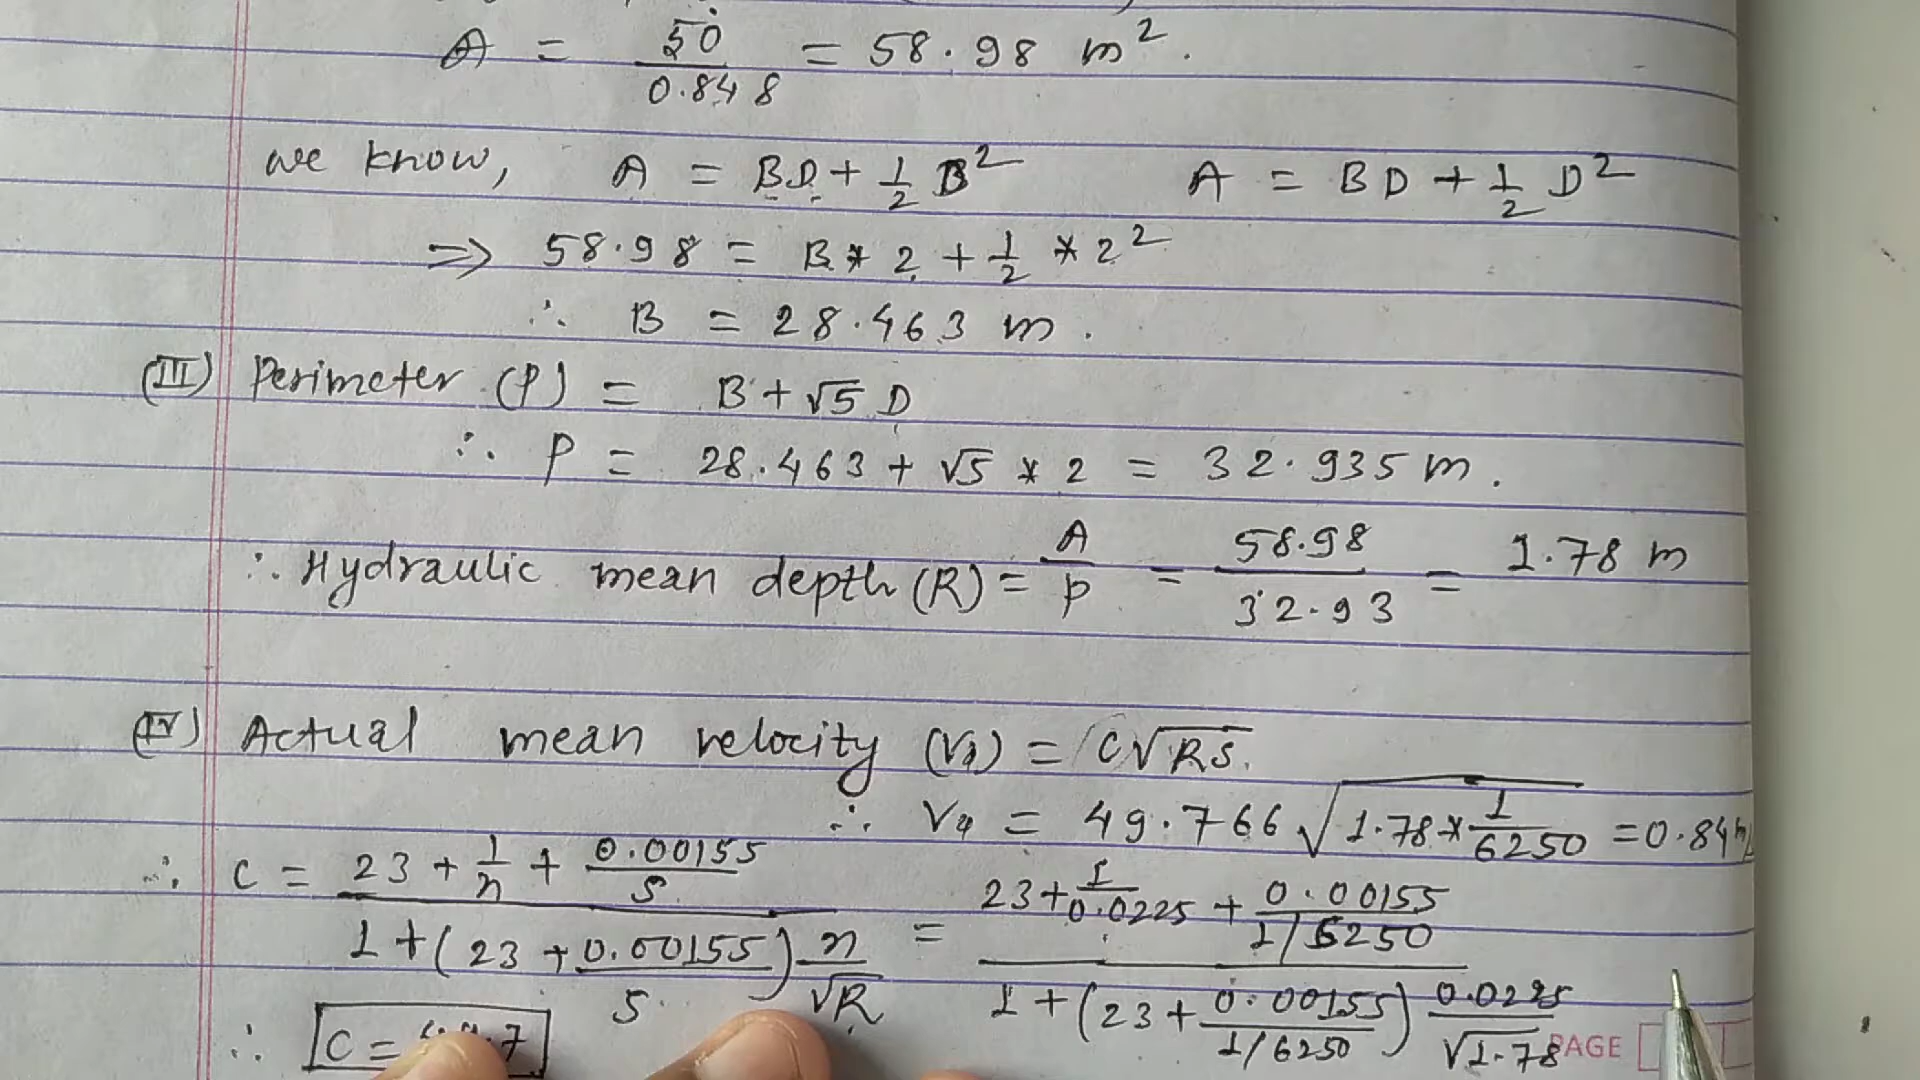 A = 50/0.848 = 58.98 m².
we know, A = BD + 1/2 B² A = BD + 1/2 D²
⇒ 58.98 = B * 2 + 1/2 * 2²
∴ B = 28.463 m.
(III) Perimeter (P) = B + √5 D
∴ P = 28.463 + √5 * 2 = 32.935 m.
∴ Hydraulic mean depth (R) = A/P = 58.98/32.93 = 1.78 m
(IV) Actual mean velocity (Va) = C√RS.
∴ Va = 49.766 √(1.78 * 1/6250) = 0.84
∴ C = (23 + 1/n + 0.00155/S) / (1 + (23 + 0.00155/S) n/√R) = (23 + 1/0.0225 + 0.00155/(1/6250)) / (1 + (23 + 0.00155/(1/6250)) 0.0225/√1.78)
∴ C =
PAGE